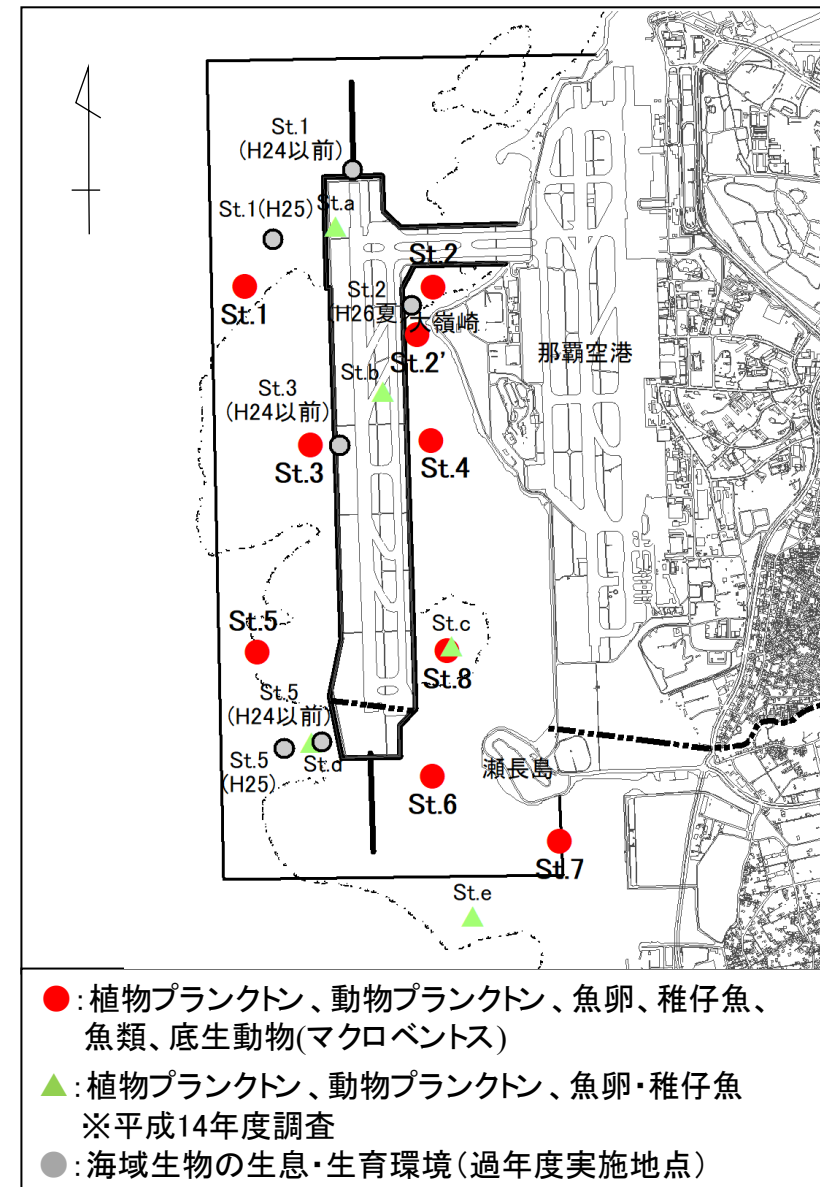 St.1
(H24以前)
St.1(H25)
St.a
St.2
St.1
St.2
(H26夏)
大嶺崎
St.2'
那覇空港
St.b
St.3
(H24以前)
St.3
St.4
St.5
St.c
St.8
St.5
(H24以前)
St.d
St.5
(H25)
瀬長島
St.6
St.7
St.e
●:植物プランクトン、動物プランクトン、魚卵、稚仔魚、
魚類、底生動物(マクロベントス)
▲:植物プランクトン、動物プランクトン、魚卵・稚仔魚
※平成14年度調査
●:海域生物の生息・生育環境(過年度実施地点)